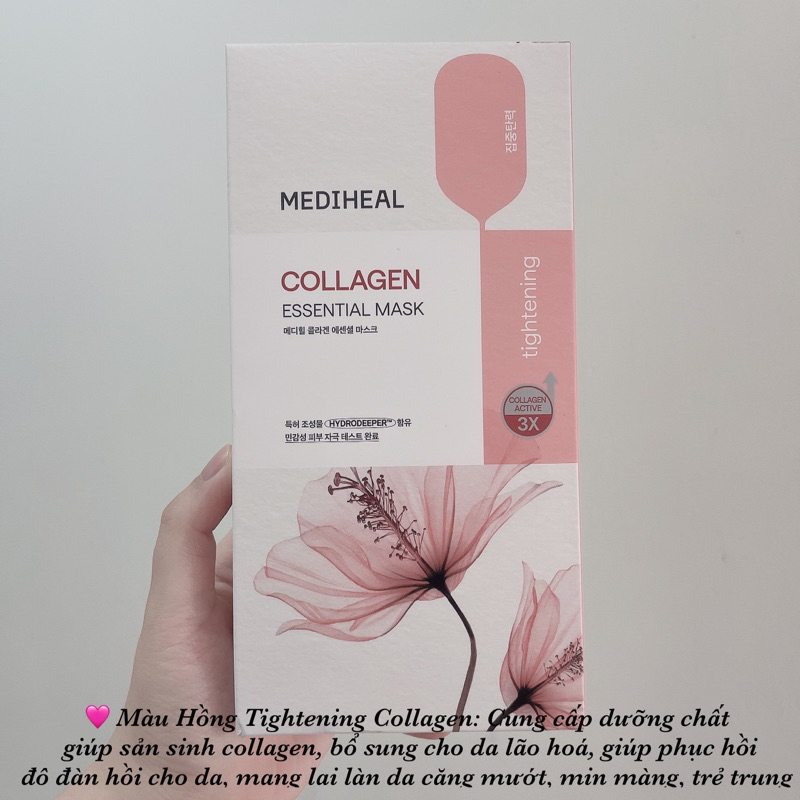 집중탄력
MEDIHEAL
tightening
COLLAGEN
ESSENTIAL MASK
메디힐 콜라겐 에센셜 마스크
COLLAGEN
ACTIVE
3X
특허 조성물 HYDRODEEPER™ 함유
민감성 피부 자극 테스트 완료
🩷 Màu Hồng Tightening Collagen: Cung cấp dưỡng chất
giúp sản sinh collagen, bổ sung cho da lão hoá, giúp phục hồi
độ đàn hồi cho da, mang lại làn da căng mướt, mịn màng, trẻ trung